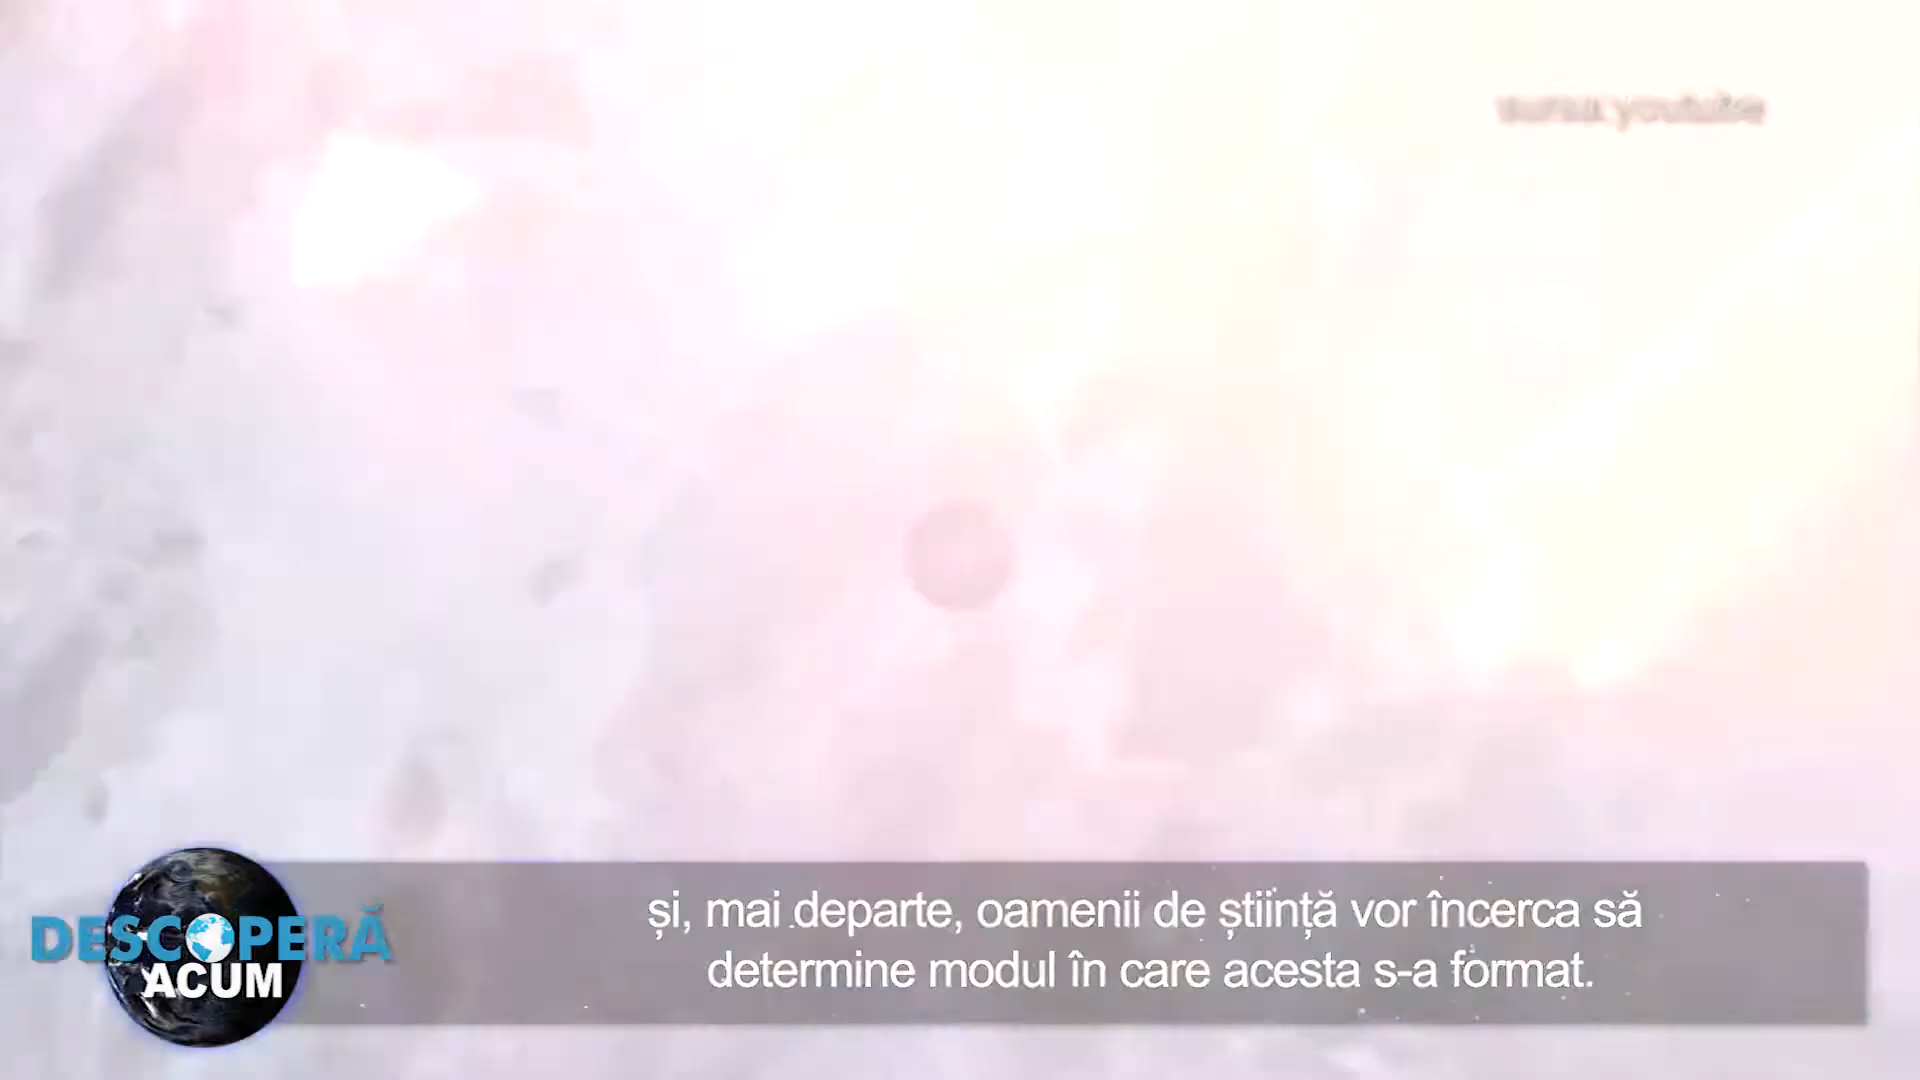 sursa youtube
și, mai departe, oamenii de știință vor încerca să
determine modul în care acesta s-a format.
DESCOPERĂ
ACUM